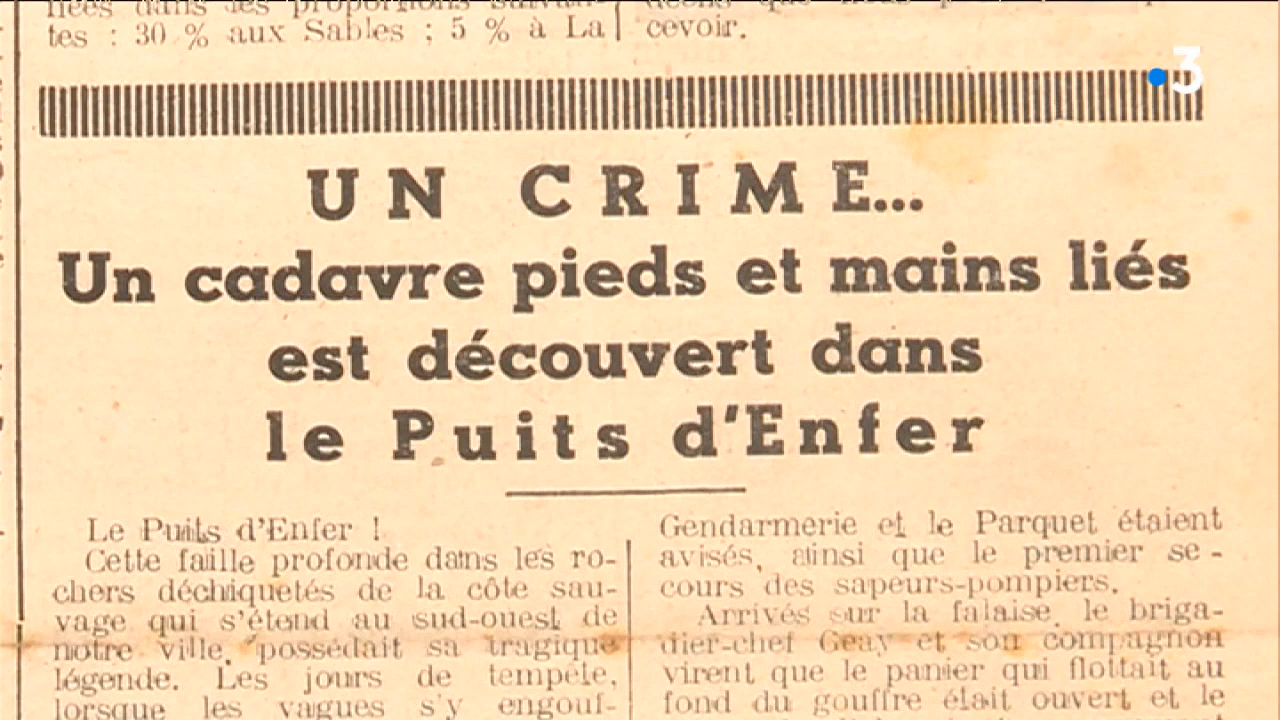 tes : 30 % aux Sables ; 5 % à La
cevoir.
3
UN CRIME...
Un cadavre pieds et mains liés
est découvert dans
le Puits d'Enfer
Le Puits d'Enfer !
Cette faille profonde dans les ro-
chers déchiquetés de la côte sau-
vage qui s'étend au sud-ouest de
notre ville, possédait sa tragique
légende. Les jours de tempête,
lorsque les vagues s'y engouf-
Gendarmerie et le Parquet étaient
avisés, ainsi que le premier se-
cours des sapeurs-pompiers.
Arrivés sur la falaise, le briga-
dier-chef Geay et son compagnon
virent que le panier qui flottait au
fond du gouffre était ouvert et le